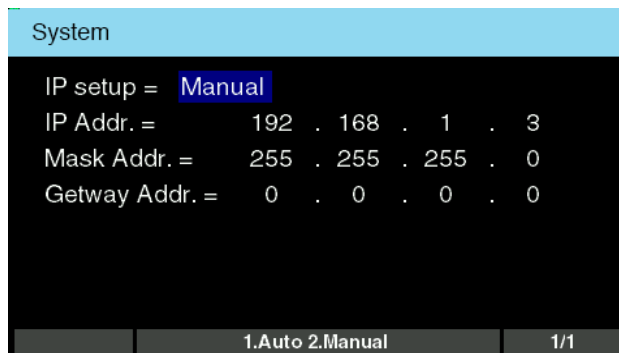 System
IP setup = Manual
IP Addr. = 192 . 168 . 1 . 3
Mask Addr. = 255 . 255 . 255 . 0
Getway Addr. = 0 . 0 . 0 . 0
1.Auto 2.Manual 1/1